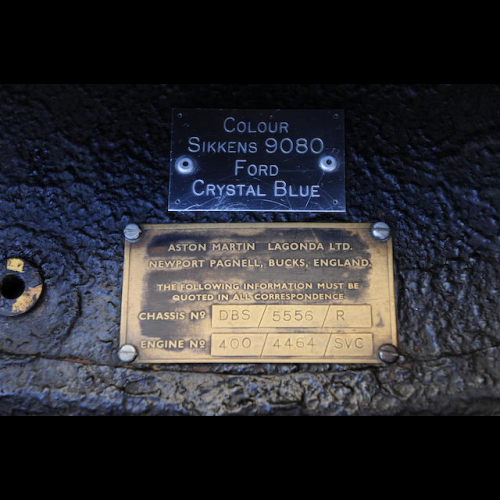 COLOUR
SIKKENS 9080
FORD
CRYSTAL BLUE
ASTON MARTIN LAGONDA LTD.
NEWPORT PAGNELL, BUCKS, ENGLAND.
THE FOLLOWING INFORMATION MUST BE
QUOTED IN ALL CORRESPONDENCE
CHASSIS Nº DBS / 5556 / R
ENGINE Nº 400 / 4464 / SVC